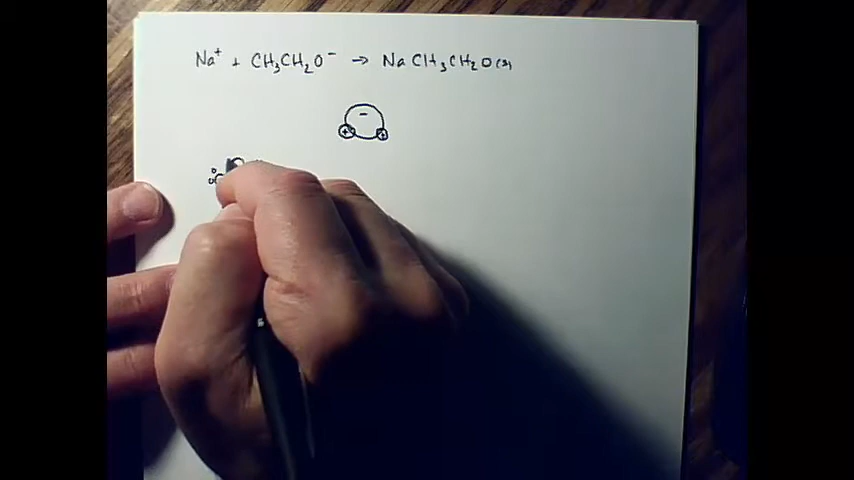 Na⁺ + CH₃CH₂O⁻ → NaCH₃CH₂O(s)
−
+ +